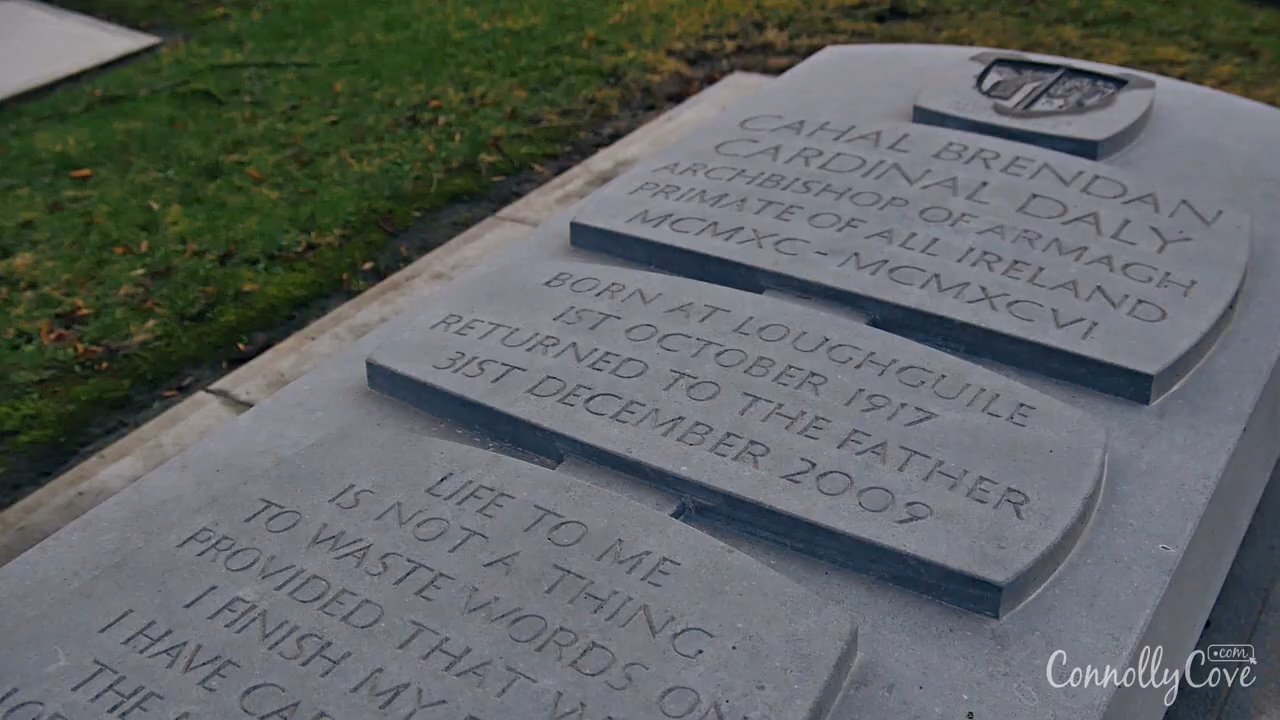 CAHAL BRENDAN
CARDINAL DALY
ARCHBISHOP OF ARMAGH
PRIMATE OF ALL IRELAND
MCMXC - MCMXCVI
BORN AT LOUGHGUILE
1ST OCTOBER 1917
RETURNED TO THE FATHER
31ST DECEMBER 2009
LIFE TO ME
IS NOT A THING
TO WASTE WORDS ON
PROVIDED THAT
I FINISH MY
I HAVE
THE
ConnollyCove
.com